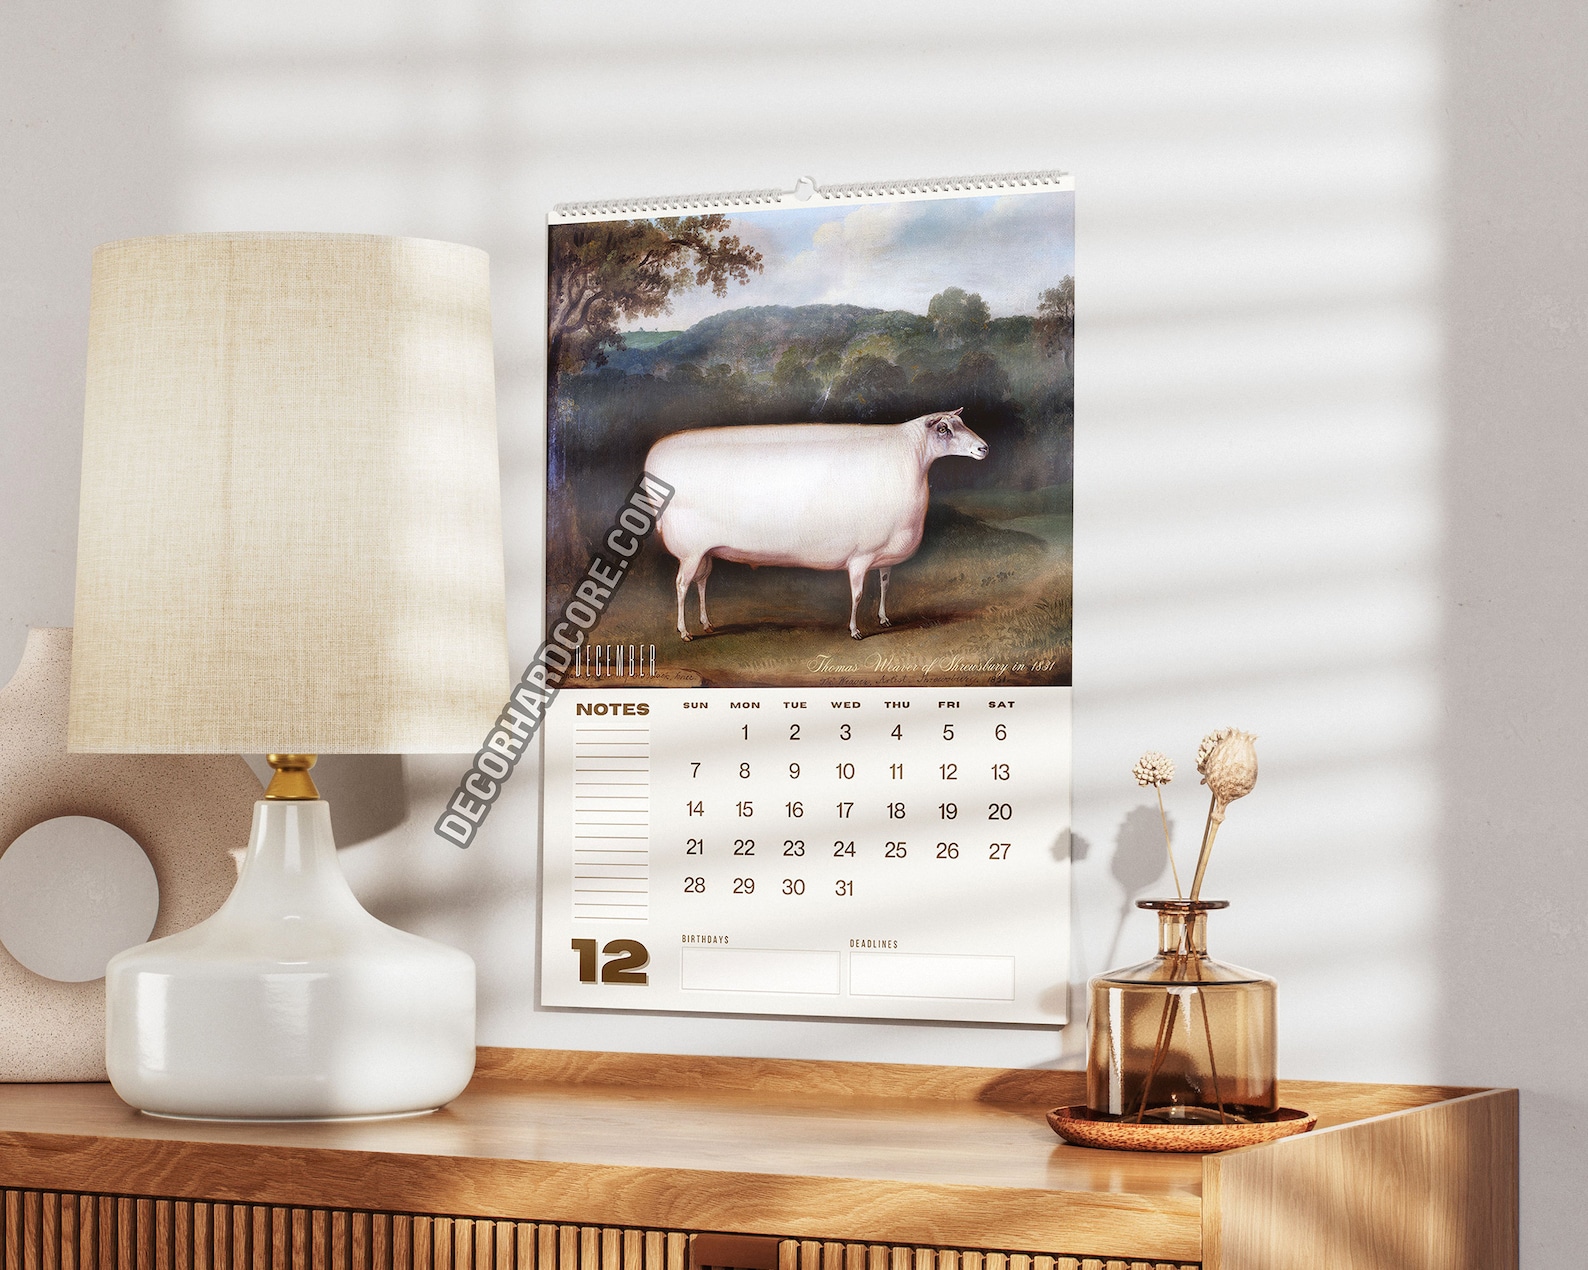 DECEMBER
Thomas Weaver of Shrewsbury in 1831
DECORHARDCORE.COM
NOTES
SUN MON TUE WED THU FRI SAT
1 2 3 4 5 6
7 8 9 10 11 12 13
14 15 16 17 18 19 20
21 22 23 24 25 26 27
28 29 30 31
12
BIRTHDAYS
DEADLINES